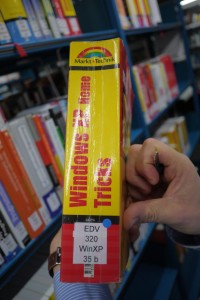 Markt+Technik
Windows XP home
Tricks
EDV
320
WinXP
35 b